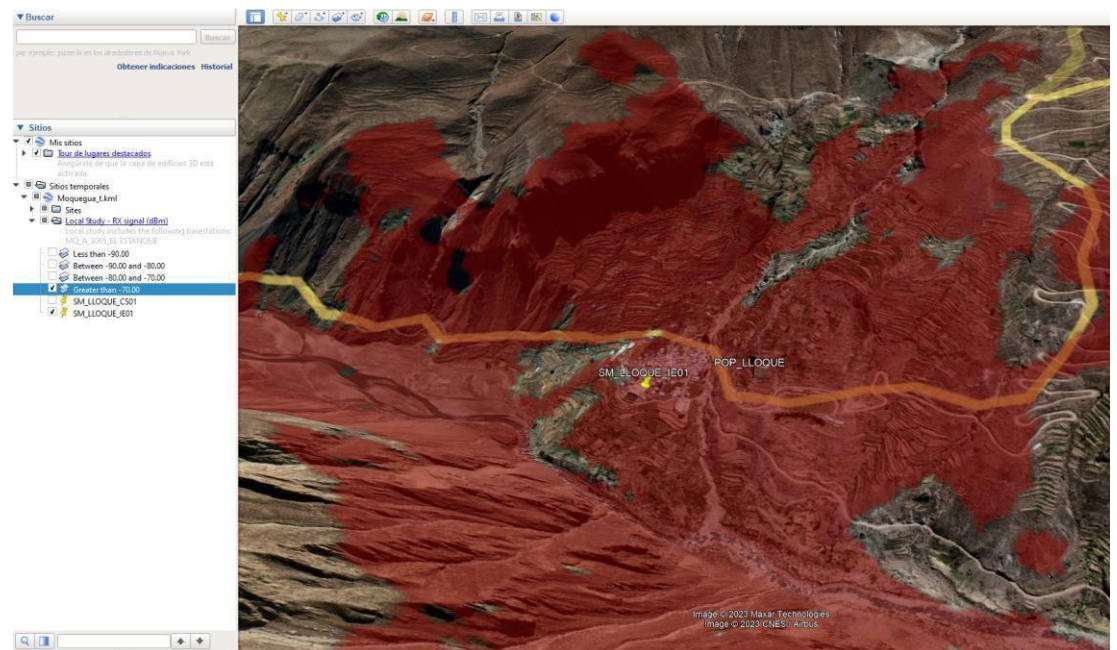 Buscar
Buscar
por ejemplo: pizzería en los alrededores de Nueva York
Obtener indicaciones Historial
Sitios
Mis sitios
Tour de lugares destacados
Asegúrate de que la capa de edificios 3D está
activada.
Sitios temporales
Moquegua_t.kml
Sites
Local Study - RX signal (dBm)
Local study includes the following basestations:
MQ_A_3065_EL ESTANQUE
Less than -90.00
Between -90.00 and -80.00
Between -80.00 and -70.00
Greater than -70.00
SM_LLOQUE_CS01
SM_LLOQUE_IE01
POP_LLOQUE
SM_LLOQUE_IE01
Image © 2023 Maxar Technologies
Image © 2023 CNES / Airbus